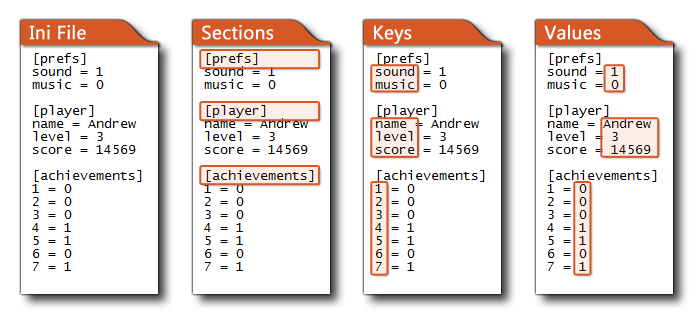 Ini File
[prefs]
sound = 1
music = 0
[player]
name = Andrew
level = 3
score = 14569
[achievements]
1 = 0
2 = 0
3 = 0
4 = 1
5 = 1
6 = 0
7 = 1
Sections
[prefs]
sound = 1
music = 0
[player]
name = Andrew
level = 3
score = 14569
[achievements]
1 = 0
2 = 0
3 = 0
4 = 1
5 = 1
6 = 0
7 = 1
Keys
[prefs]
sound = 1
music = 0
[player]
name = Andrew
level = 3
score = 14569
[achievements]
1 = 0
2 = 0
3 = 0
4 = 1
5 = 1
6 = 0
7 = 1
Values
[prefs]
sound = 1
music = 0
[player]
name = Andrew
level = 3
score = 14569
[achievements]
1 = 0
2 = 0
3 = 0
4 = 1
5 = 1
6 = 0
7 = 1